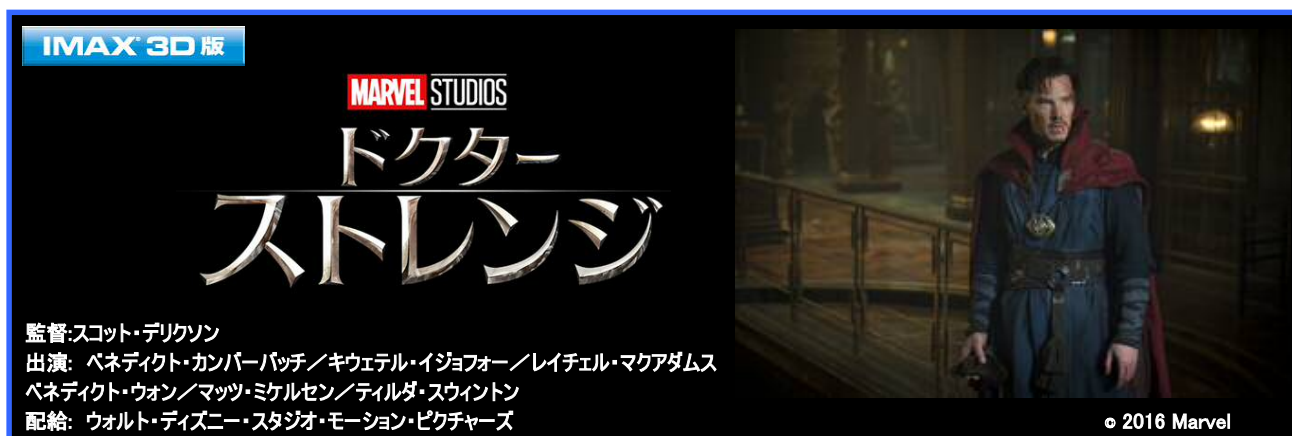 IMAX® 3D版
MARVEL STUDIOS
ドクター
ストレンジ
監督:スコット・デリクソン
出演: ベネディクト・カンバーバッチ／キウェテル・イジョフォー／レイチェル・マクアダムス
ベネディクト・ウォン／マッツ・ミケルセン／ティルダ・スウィントン
配給: ウォルト・ディズニー・スタジオ・モーション・ピクチャーズ
© 2016 Marvel